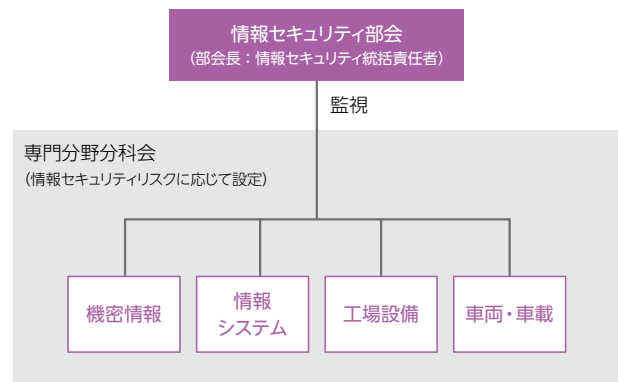 情報セキュリティ部会
（部会長：情報セキュリティ統括責任者）
監視
専門分野分科会
（情報セキュリティリスクに応じて設定）
機密情報
情報
システム
工場設備
車両・車載